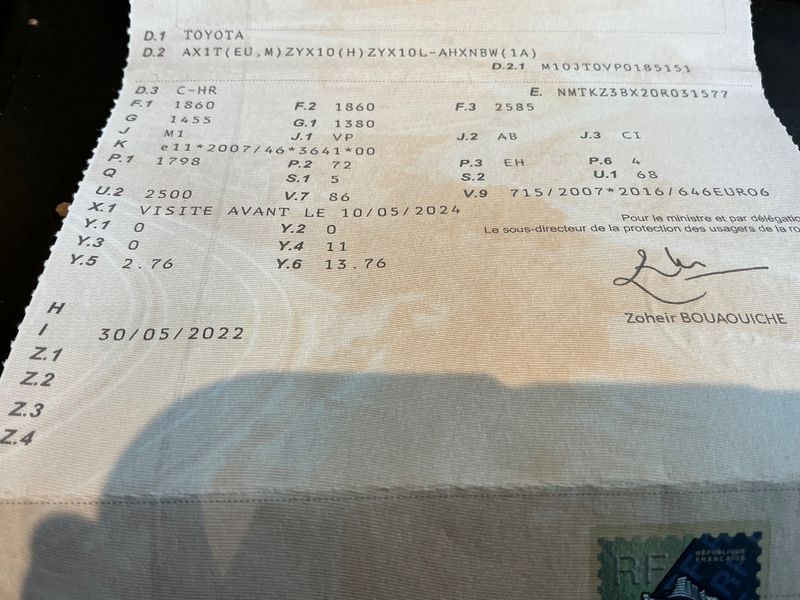 D.1 TOYOTA
D.2 AX1T(EU,M)ZYX10(H)ZYX10L-AHXNBW(1A)
D.2.1 M10JTOVP0185151
D.3 C-HR E. NMTKZ3BX20R031577
F.1 1860 F.2 1860 F.3 2585
G 1455 G.1 1380
J M1 J.1 VP J.2 AB J.3 CI
K e11*2007/46*3641*00
P.1 1798 P.2 72 P.3 EH P.6 4
Q S.1 5 S.2 U.1 68
U.2 2500 V.7 86 V.9 715/2007*2016/646EURO6
X.1 VISITE AVANT LE 10/05/2024
Y.1 0 Y.2 0
Y.3 0 Y.4 11
Y.5 2.76 Y.6 13.76
Pour le ministre et par délégatio
Le sous-directeur de la protection des usagers de la ro
Zoheir BOUAOUICHE
H
I 30/05/2022
Z.1
Z.2
Z.3
Z.4
RF
RÉPUBLIQUE
FRANÇAISE